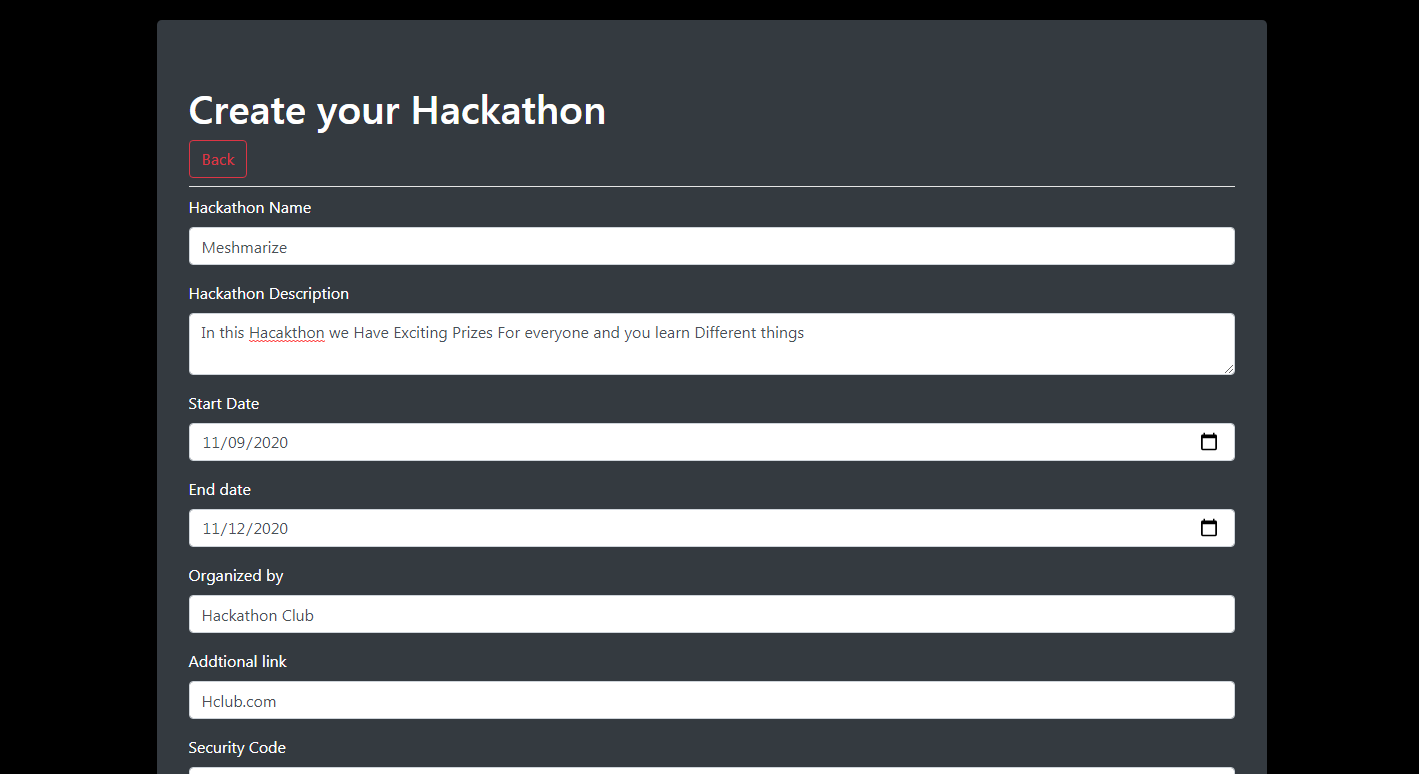 Create your Hackathon
Back
Hackathon Name
Meshmarize
Hackathon Description
In this Hacakthon we Have Exciting Prizes For everyone and you learn Different things
Start Date
11/09/2020
End date
11/12/2020
Organized by
Hackathon Club
Addtional link
Hclub.com
Security Code